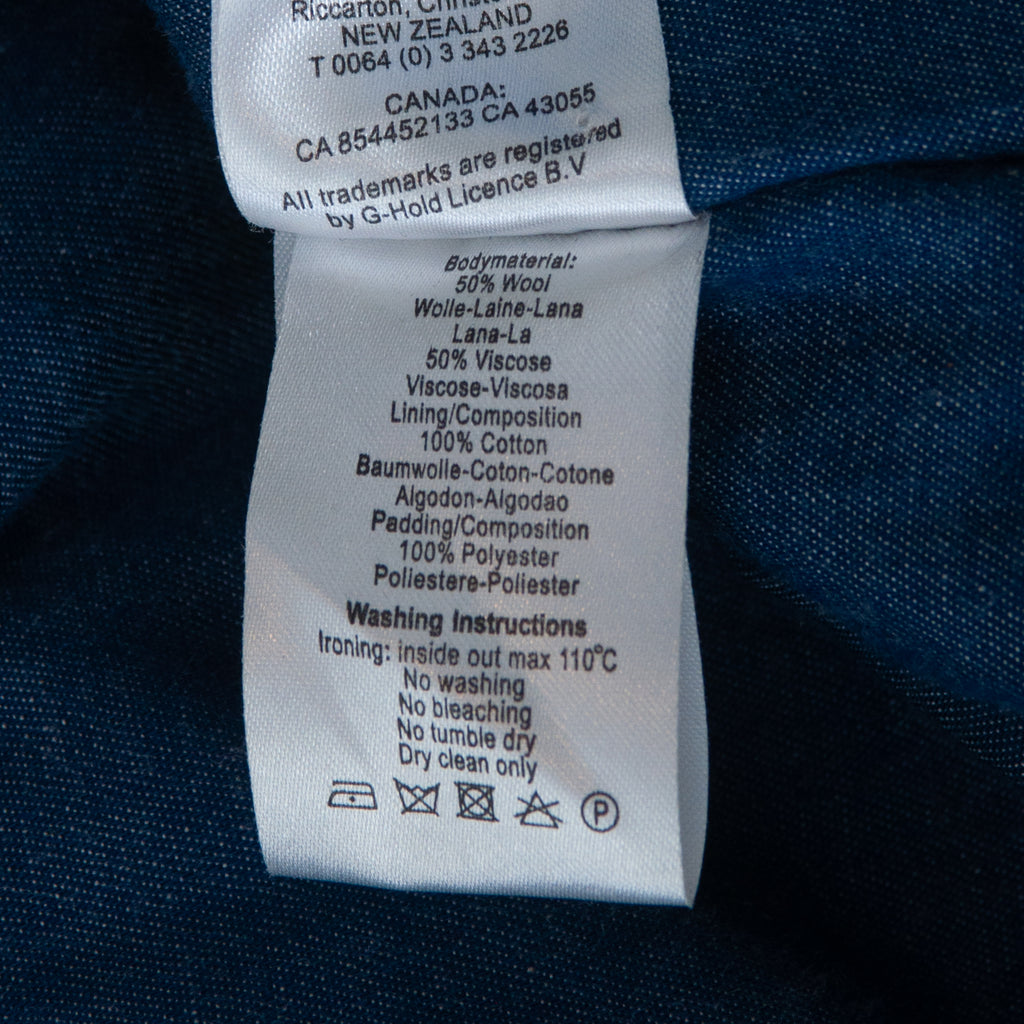 Riccarton,
NEW ZEALAND
T 0064 (0) 3 343 2226
CANADA:
CA 854452133 CA 43055
All trademarks are registered
by G-Hold Licence B.V
Bodymaterial:
50% Wool
Wolle-Laine-Lana
Lana-La
50% Viscose
Viscose-Viscosa
Lining/Composition
100% Cotton
Baumwolle-Coton-Cotone
Algodon-Algodao
Padding/Composition
100% Polyester
Poliestere-Poliester
Washing Instructions
Ironing: inside out max 110°C
No washing
No bleaching
No tumble dry
Dry clean only
P